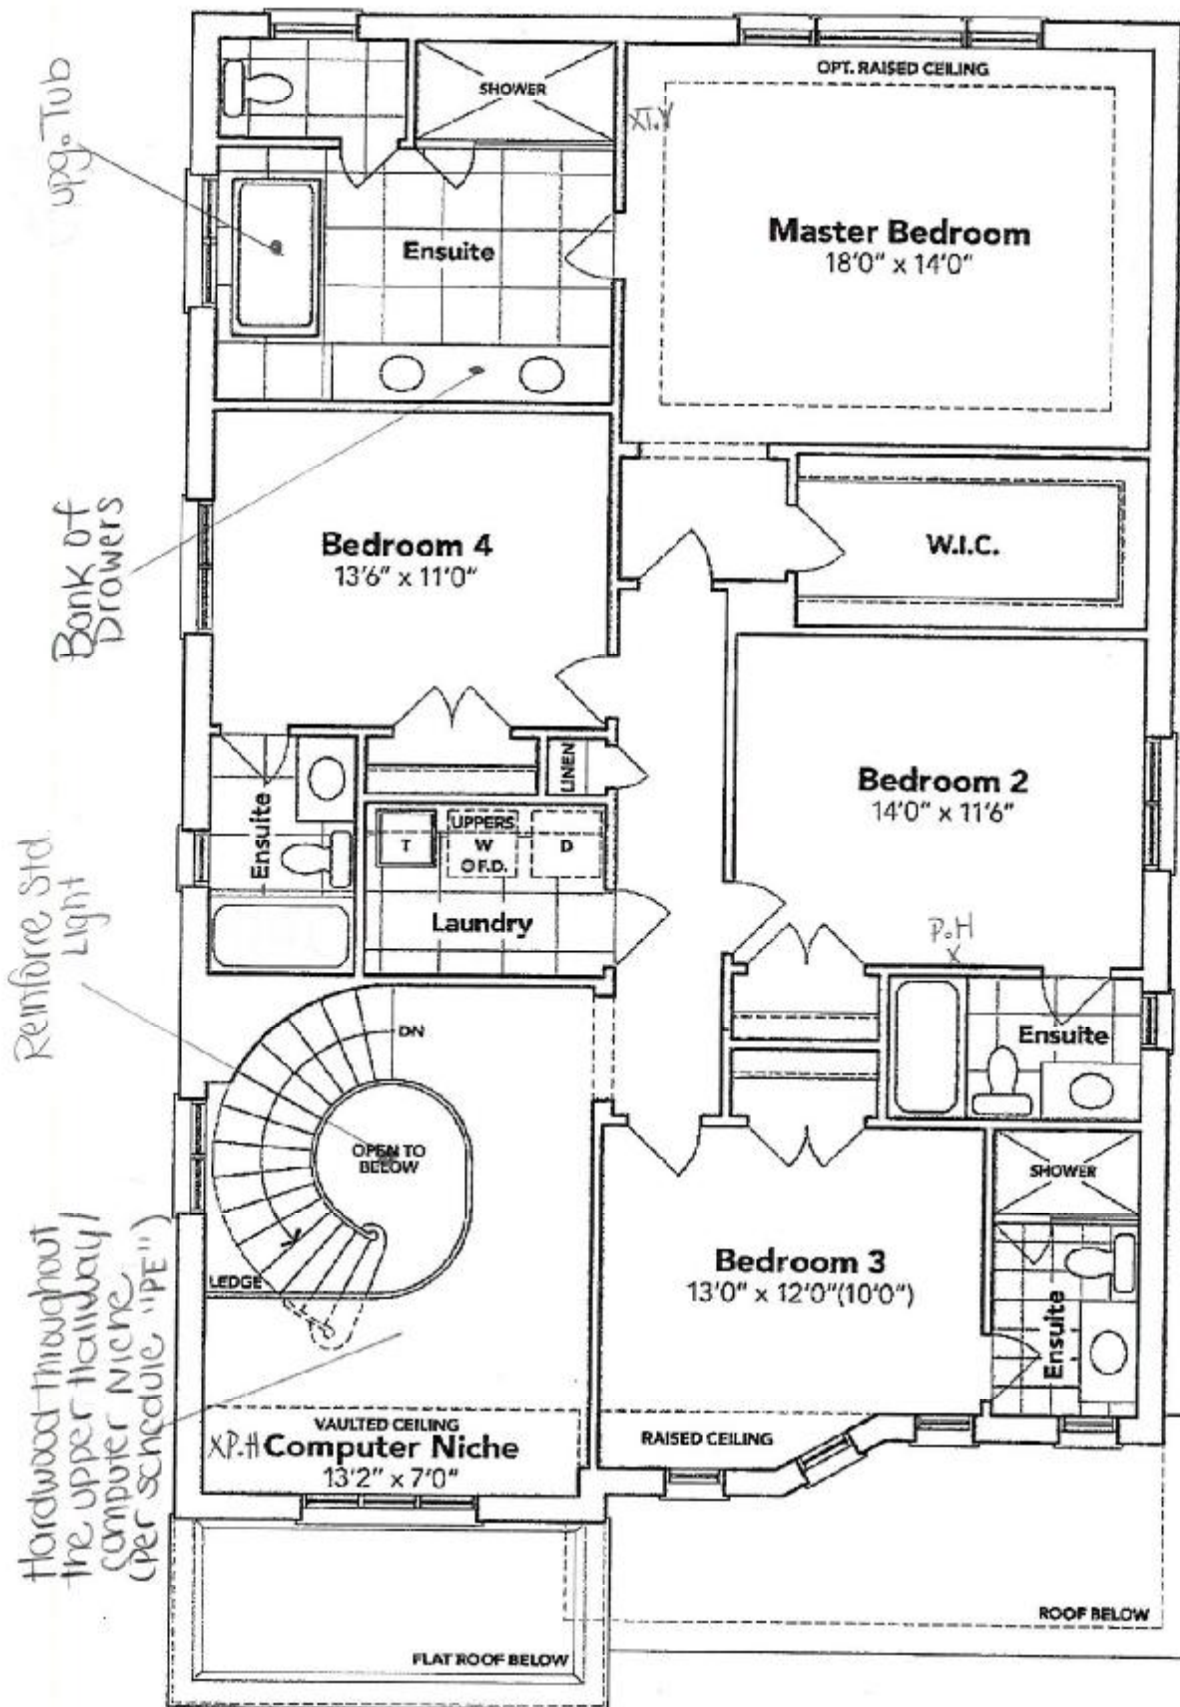 OPT. RAISED CEILING
SHOWER
XT.V
upg. Tub
Master Bedroom
18'0" x 14'0"
Ensuite
Bank of
Drawers
Bedroom 4
13'6" x 11'0"
W.I.C.
LINEN
Bedroom 2
14'0" x 11'6"
Ensuite
UPPERS
T
W
D
F.D.
Laundry
Reinforce Std.
Light
P.H
X
DN
Ensuite
OPEN TO
BELOW
SHOWER
LEDGE
Bedroom 3
13'0" x 12'0"(10'0")
Ensuite
Hardwood throughout
the upper Hallway/
computer Niche
(per schedule "PE")
VAULTED CEILING
XP.H
Computer Niche
13'2" x 7'0"
RAISED CEILING
ROOF BELOW
FLAT ROOF BELOW